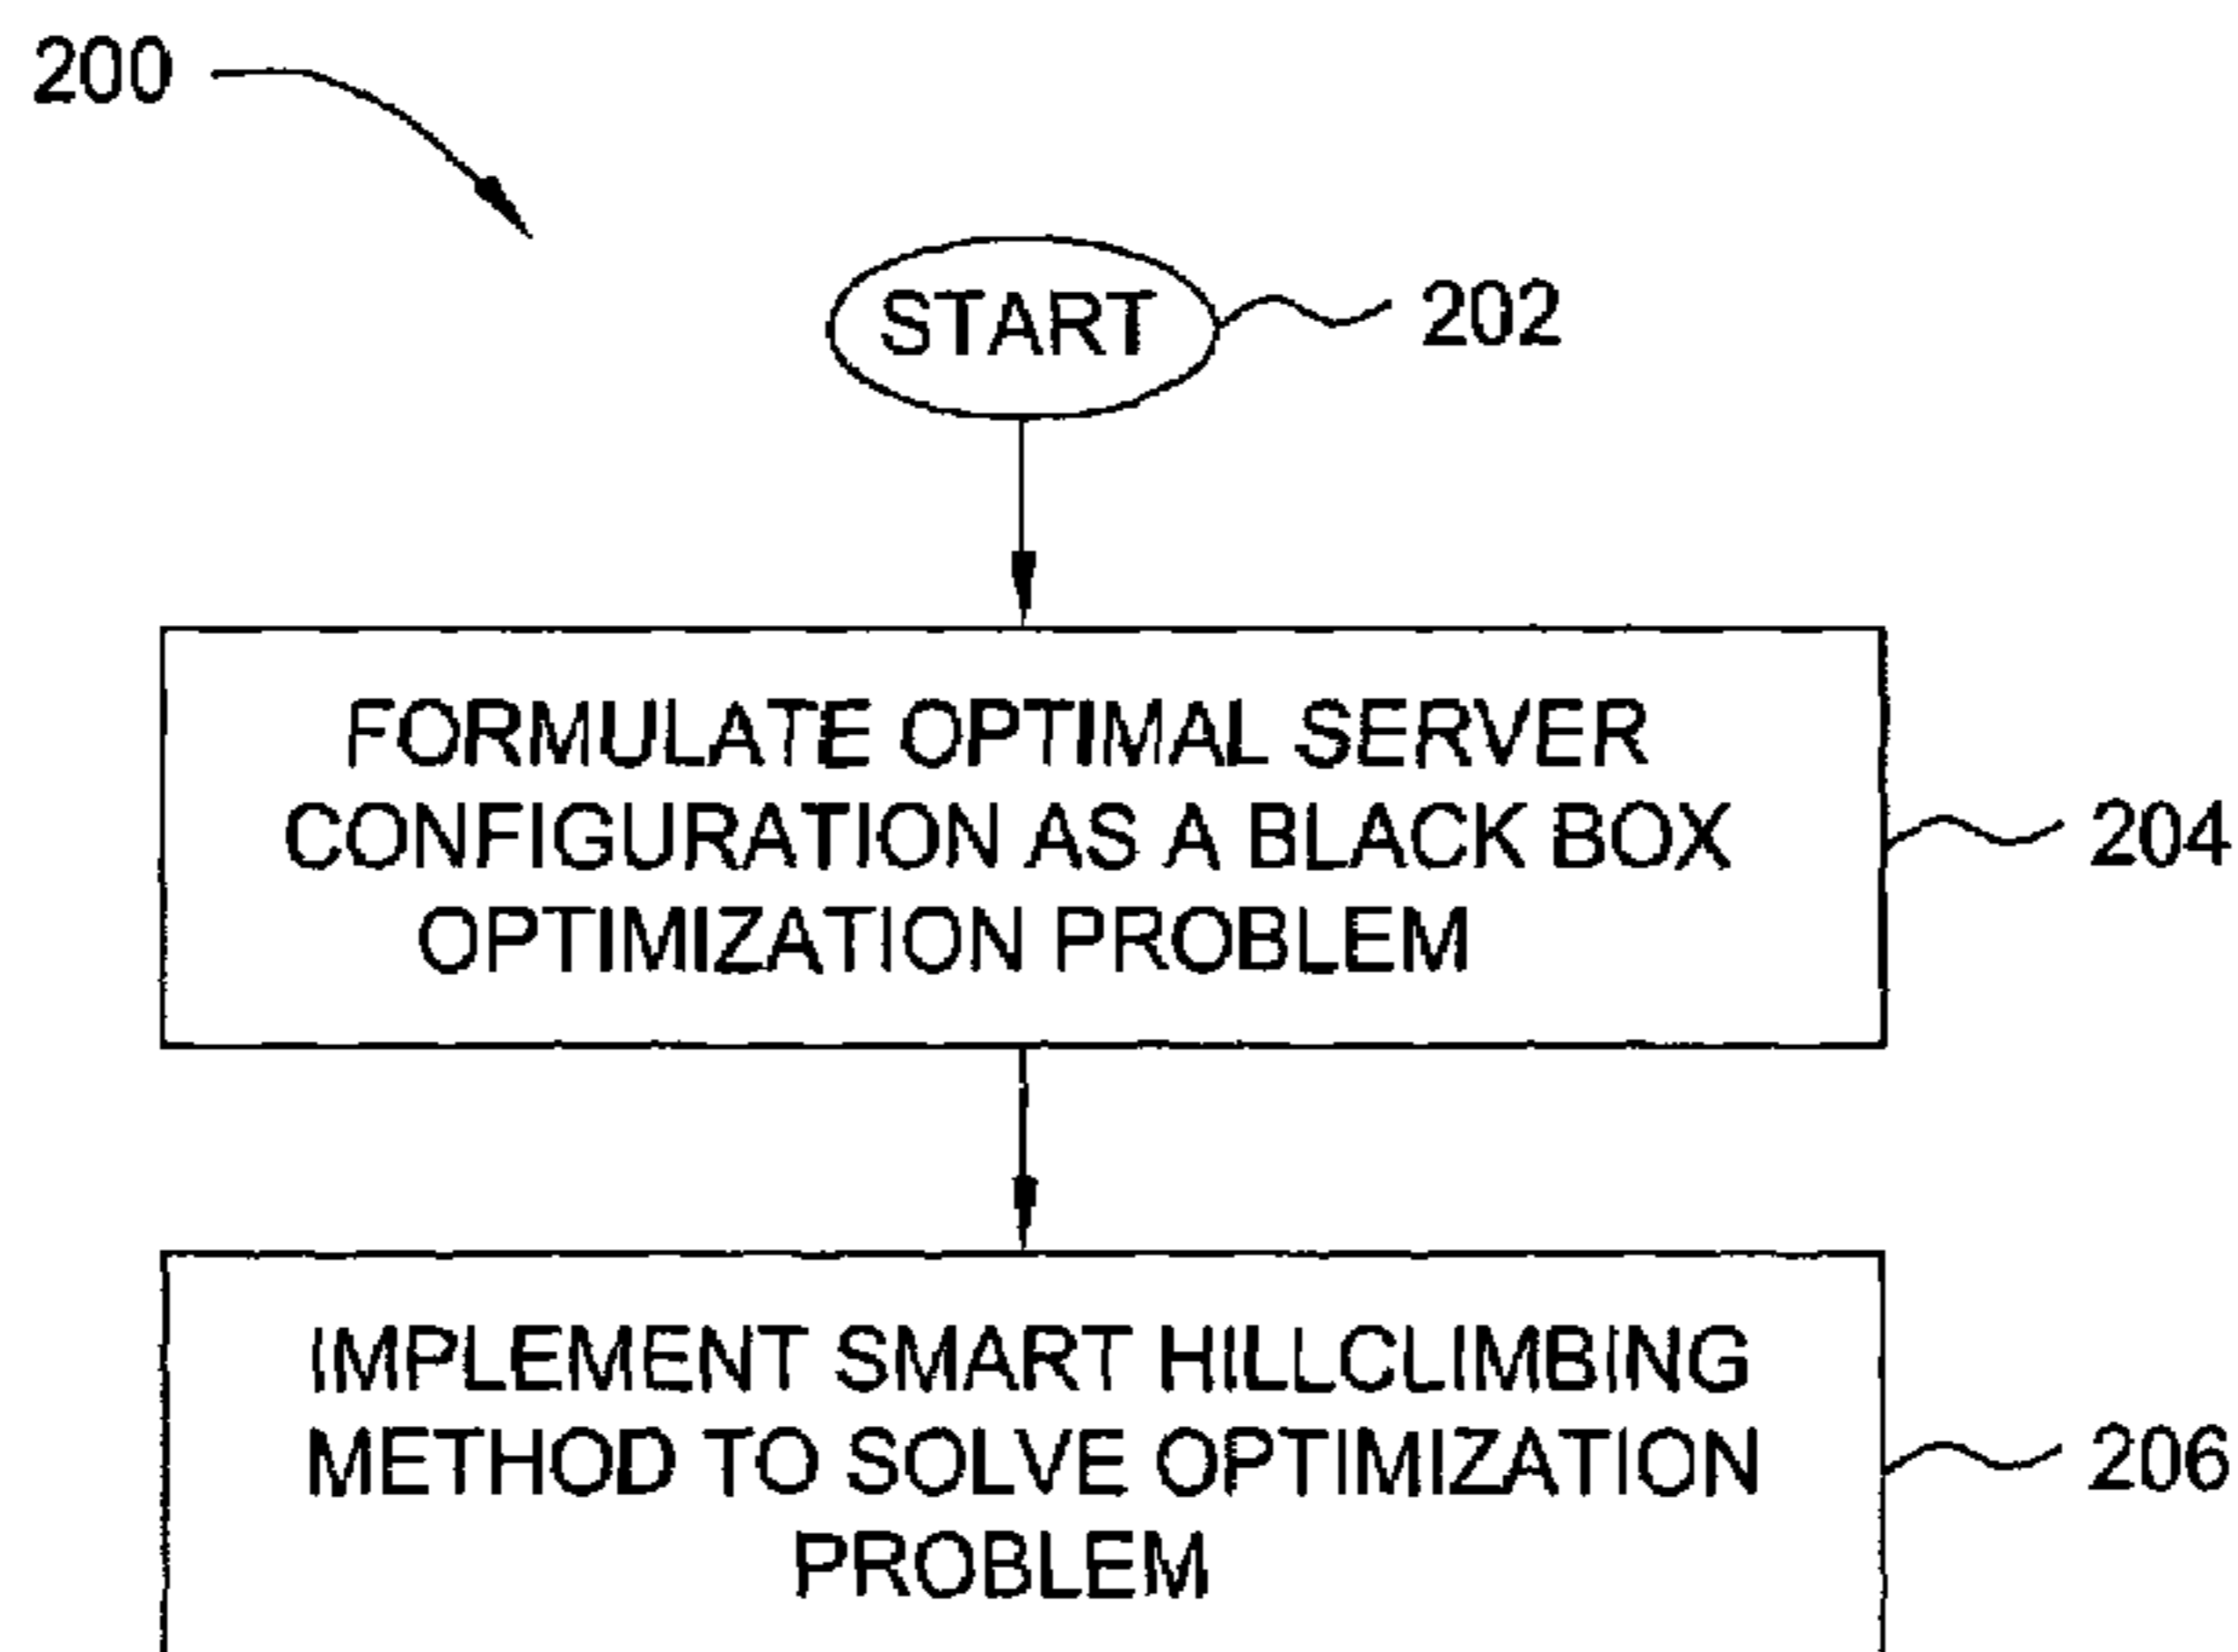 200
START
202
FORMULATE OPTIMAL SERVER
CONFIGURATION AS A BLACK BOX
OPTIMIZATION PROBLEM
204
IMPLEMENT SMART HILLCLIMBING
METHOD TO SOLVE OPTIMIZATION
PROBLEM
206